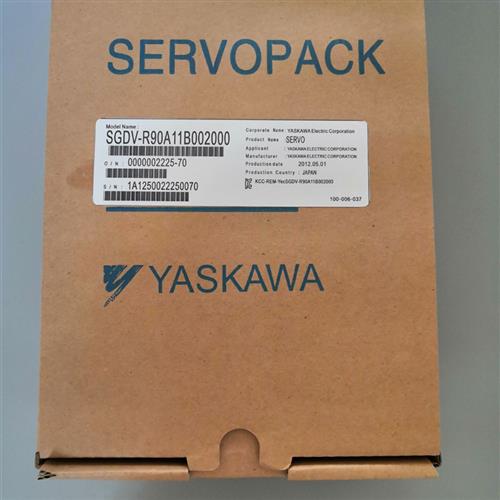 SERVOPACK
Model Name :
SGDV-R90A11B002000
O/N : 0000002225-70
S/N : 1A1250022250070
Corporate Name : YASKAWA Electric Corporation
Product Name : SERVO
Applicant : YASKAWA ELECTRIC CORPORATION
Manufacturer : YASKAWA ELECTRIC CORPORATION
Production date : 2012.05.01
Production Country : JAPAN
KCC-REM-YecSGDV-R90A11B002000
100-006-037
YASKAWA